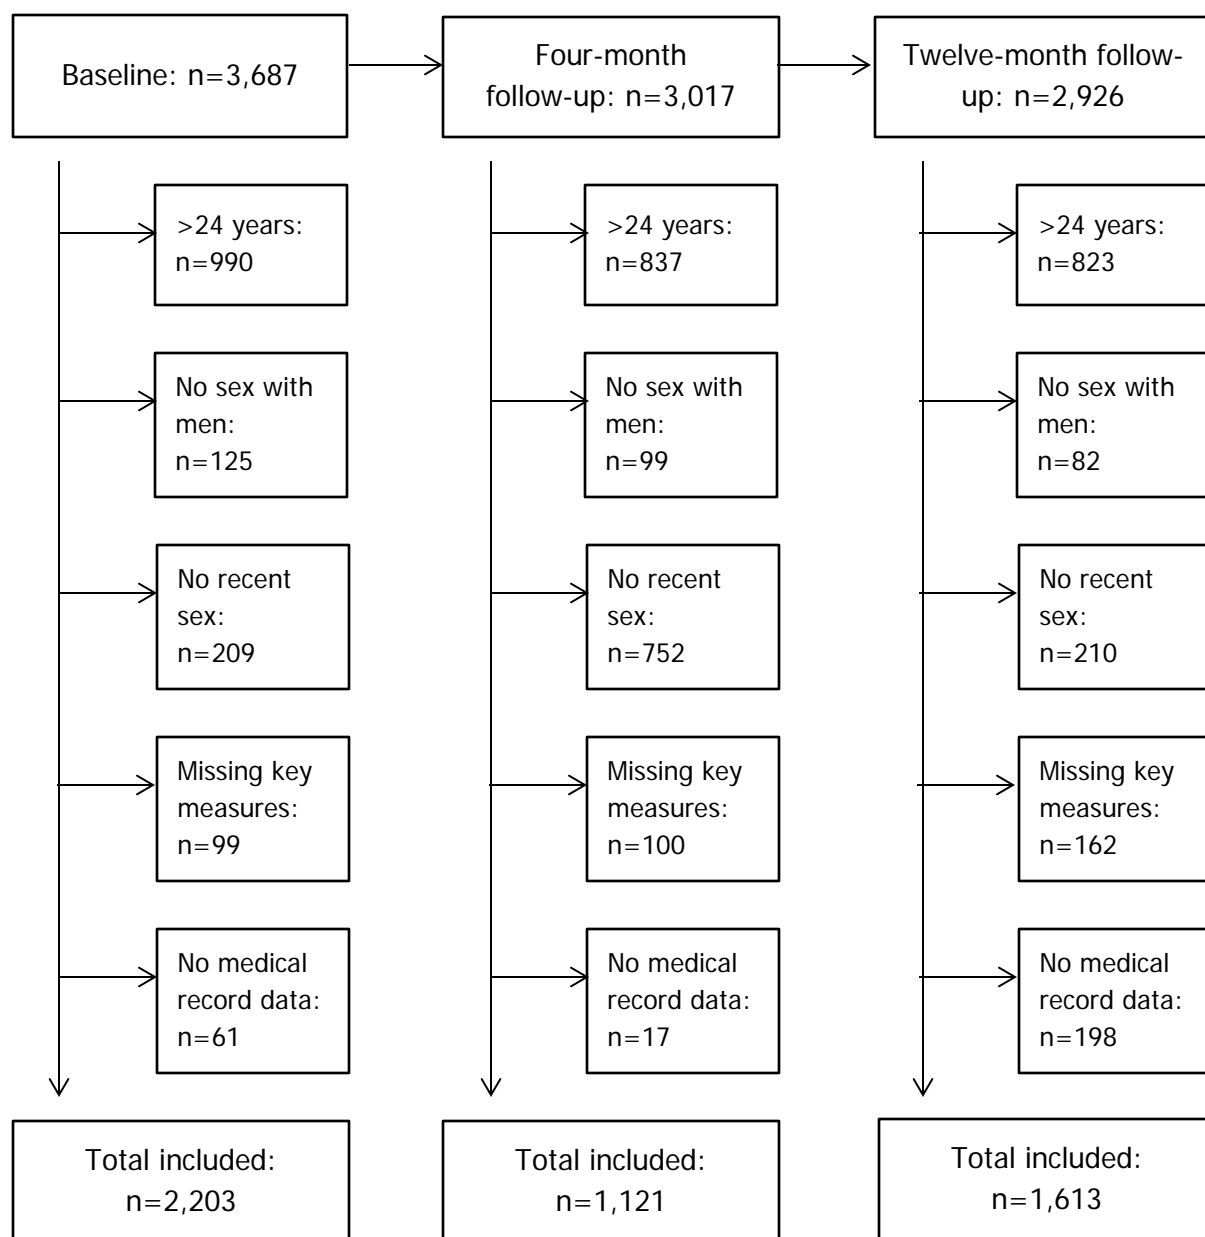 Baseline: n=3,687
Four-month
follow-up: n=3,017
Twelve-month follow-
up: n=2,926
>24 years:
n=990
No sex with
men:
n=125
No recent
sex:
n=209
Missing key
measures:
n=99
No medical
record data:
n=61
Total included:
n=2,203
>24 years:
n=837
No sex with
men:
n=99
No recent
sex:
n=752
Missing key
measures:
n=100
No medical
record data:
n=17
Total included:
n=1,121
>24 years:
n=823
No sex with
men:
n=82
No recent
sex:
n=210
Missing key
measures:
n=162
No medical
record data:
n=198
Total included:
n=1,613